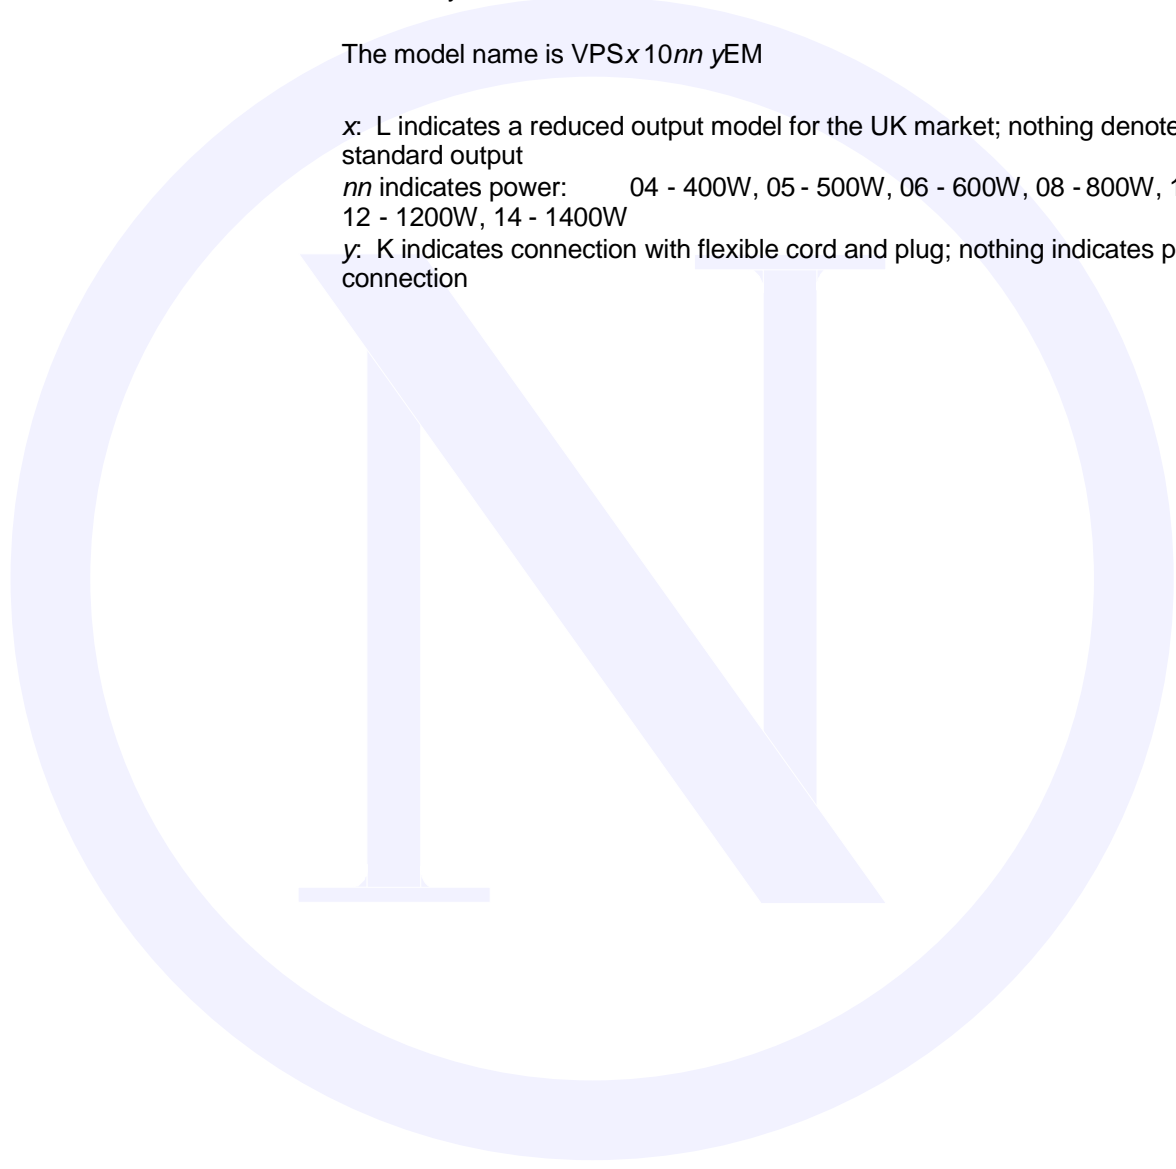 The model name is VPSx10nn yEM
x: L indicates a reduced output model for the UK market; nothing
standard output
nn indicates power: 04 - 400W, 05 - 500W, 06 - 600W, 08 - 800W,
12 - 1200W, 14 - 1400W
y: K indicates connection with flexible cord and plug; nothing indicates
connection